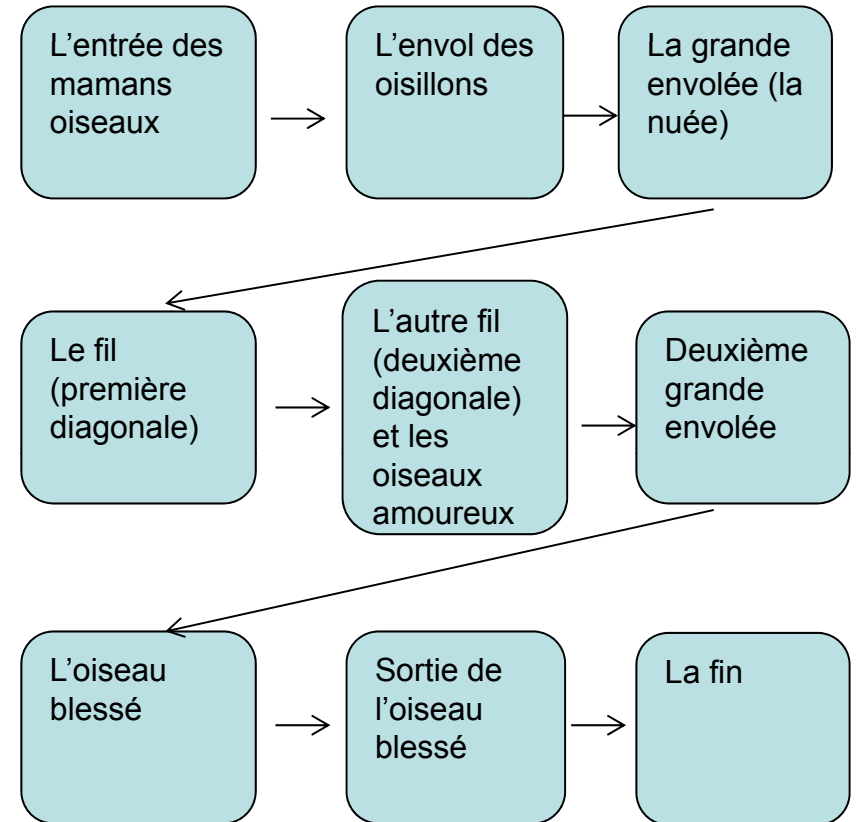 L’entrée des
mamans
oiseaux
L’envol des
oisillons
La grande
envolée (la
nuée)
Le fil
(première
diagonale)
L’autre fil
(deuxième
diagonale)
et les
oiseaux
amoureux
Deuxième
grande
envolée
L’oiseau
blessé
Sortie de
l’oiseau
blessé
La fin